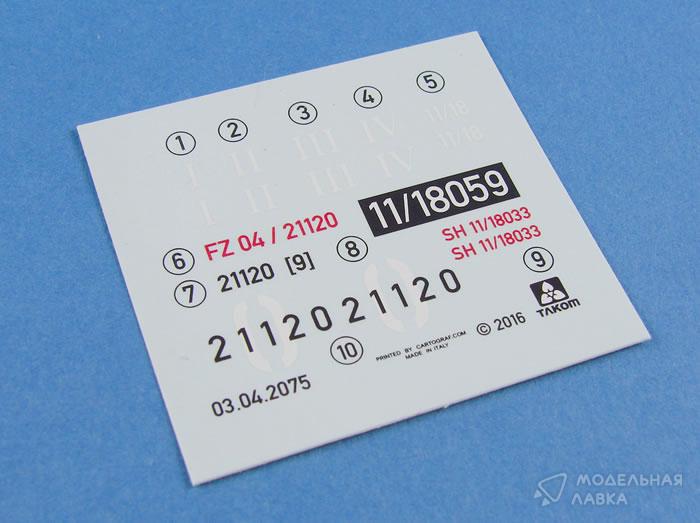 1 2 3 4 5
I II III IV 11/18
I II III IV 11/18
6 FZ 04 / 21120 11/18059
7 21120 [9] 8 SH 11/18033
SH 11/18033
9
21120 21120
TAKOM
© 2016
10 PRINTED BY CARTOGRAF.COM
MADE IN ITALY
03.04.2075
МОДЕЛЬНАЯ
ЛАВКА